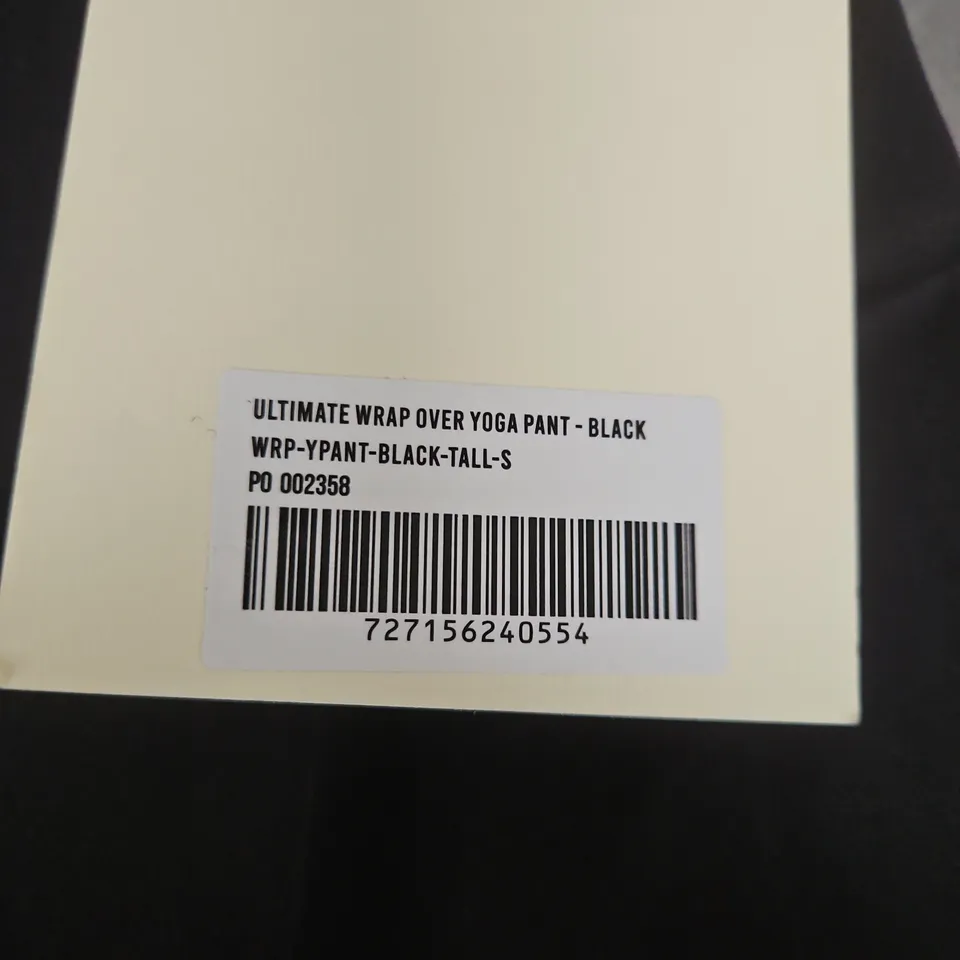 ULTIMATE WRAP OVER YOGA PANT - BLACK
WRP-YPANT-BLACK-TALL-S
PO 002358
727156240554